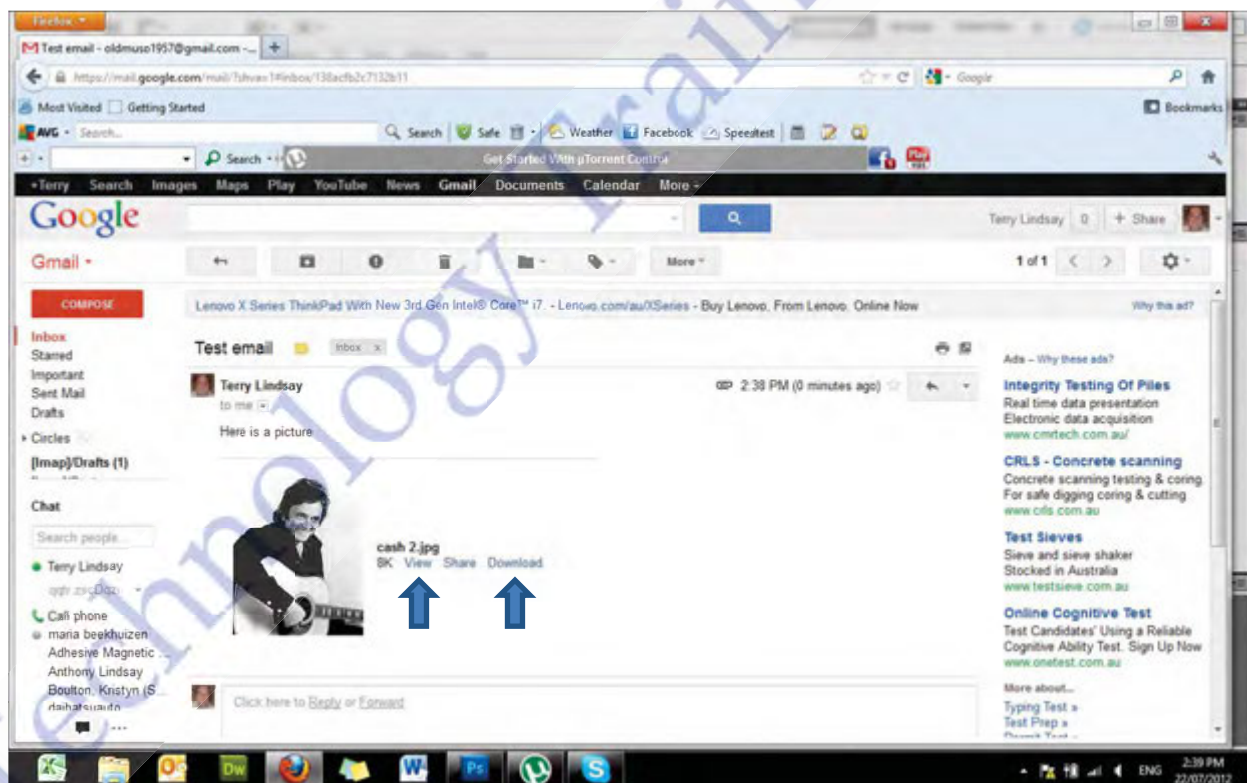 Firefox
Test email - oldmuso1957@gmail.com -...
https://mail.google.com/mail/?shva=1#inbox/138acfb2c7132b11
Google
Most Visited Getting Started
Bookmarks
AVG Search...
Search Safe Weather Facebook Speedtest
Search
Get Started With µTorrent Control
+Terry Search Images Maps Play YouTube News Gmail Documents Calendar More
Google
Terry Lindsay 0 + Share
Gmail
More
1 of 1
COMPOSE
Lenovo X Series ThinkPad With New 3rd Gen Intel® Core™ i7. - Lenovo.com/au/XSeries - Buy Lenovo. From Lenovo. Online Now
Why this ad?
Inbox
Starred
Important
Sent Mail
Drafts
Circles
[Imap]/Drafts (1)
Chat
Search people...
Terry Lindsay
Call phone
maria beekhuizen
Adhesive Magnetic ...
Anthony Lindsay
Boulton, Kristyn (S...
daihatsuauto
Test email Inbox x
Terry Lindsay
2:38 PM (0 minutes ago)
to me
Here is a picture
cash 2.jpg
8K View Share Download
Click here to Reply or Forward
Ads – Why these ads?
Integrity Testing Of Piles
Real time data presentation
Electronic data acquisition
www.cmrtech.com.au/
CRLS - Concrete scanning
Concrete scanning testing & coring.
For safe digging coring & cutting
www.crls.com.au
Test Sieves
Sieve and sieve shaker
Stocked in Australia
www.testsieve.com.au
Online Cognitive Test
Test Candidates' Using a Reliable
Cognitive Ability Test. Sign Up Now
www.onetest.com.au
More about...
Typing Test »
Test Prep »
Permit Test »
Dw
W
Ps
S
ENG
2:39 PM
22/07/2012
Technology Trai